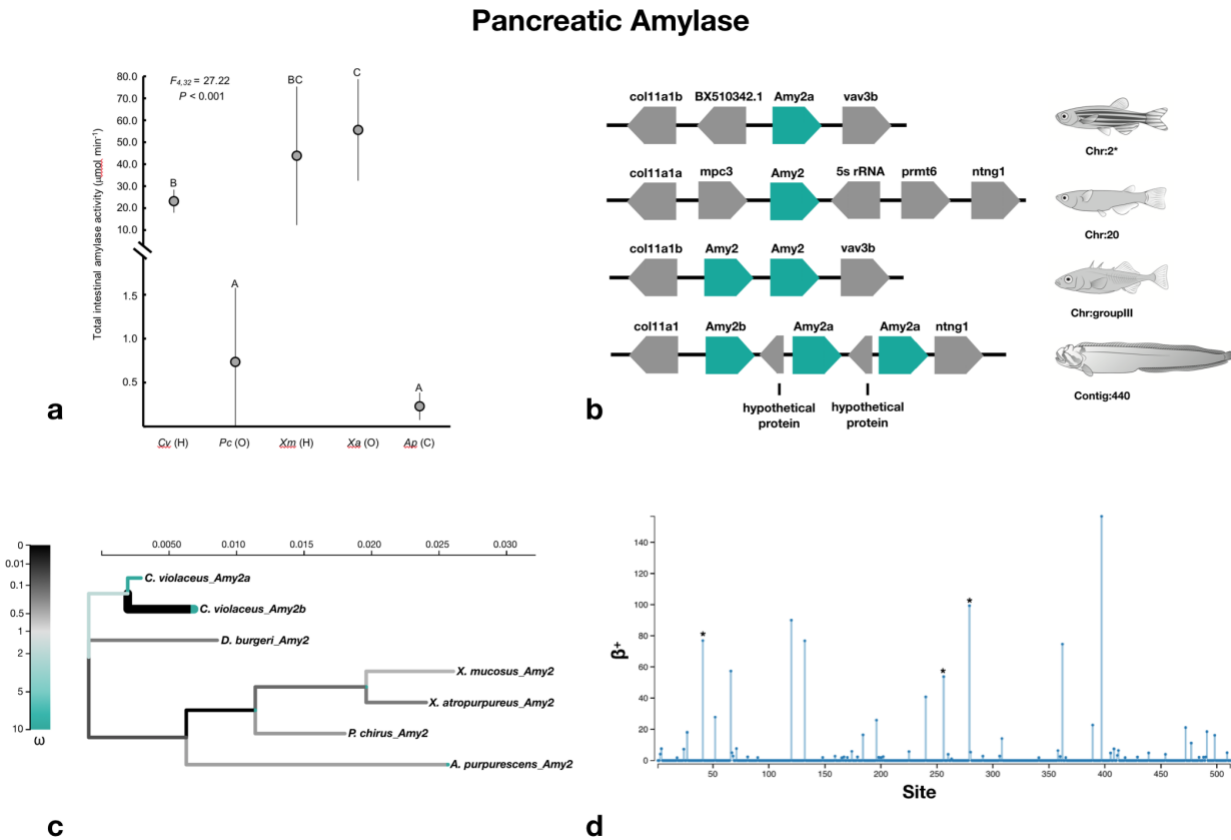 Pancreatic Amylase
Total intestinal amylase activity (µmol min⁻¹)
F4,32 = 27.22
P < 0.001
80.0
70.0
60.0
50.0
40.0
30.0
20.0
10.0
1.5
1.0
0.5
B
A
BC
C
A
Cv (H) Pc (O) Xm (H) Xa (O) Ap (C)
a
col11a1b BX510342.1 Amy2a vav3b
Chr:2*
col11a1a mpc3 Amy2 5s rRNA prmt6 ntng1
Chr:20
col11a1b Amy2 Amy2 vav3b
Chr:groupIII
col11a1 Amy2b Amy2a Amy2a ntng1
Contig:440
hypothetical protein
hypothetical protein
b
0.0050 0.010 0.015 0.020 0.025 0.030
0
0.01
0.1
0.5
1
2
5
10
ω
C. violaceus_Amy2a
C. violaceus_Amy2b
D. burgeri_Amy2
X. mucosus_Amy2
X. atropurpureus_Amy2
P. chirus_Amy2
A. purpurescens_Amy2
c
β+
140
120
100
80
60
40
20
0
* * *
50 100 150 200 250 300 350 400 450 500
Site
d